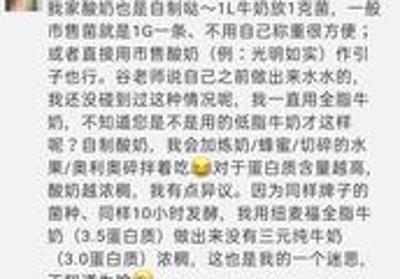 我家酸奶也是自制哒～1L牛奶放1克菌，一般
市售菌就是1G一条、不用自己称重很方便；
或者直接用市售酸奶（例：光明如实）作引
子也行。谷老师说自己之前做出来水水的，
我还没碰到过这种情况呢，我一直用全脂牛
奶，不知道您是不是用的低脂牛奶才这样
呢？自制酸奶，我会加炼奶/蜂蜜/切碎的水
果/奥利奥碎拌着吃😂对于蛋白质含量越高，
酸奶越浓稠，我有点异议。因为同样牌子的
菌种、同样10小时发酵，我用纽麦福全脂牛
奶（3.5蛋白质）做出来没有三元纯牛奶
（3.0蛋白质）浓稠，这也是我的一个迷思，